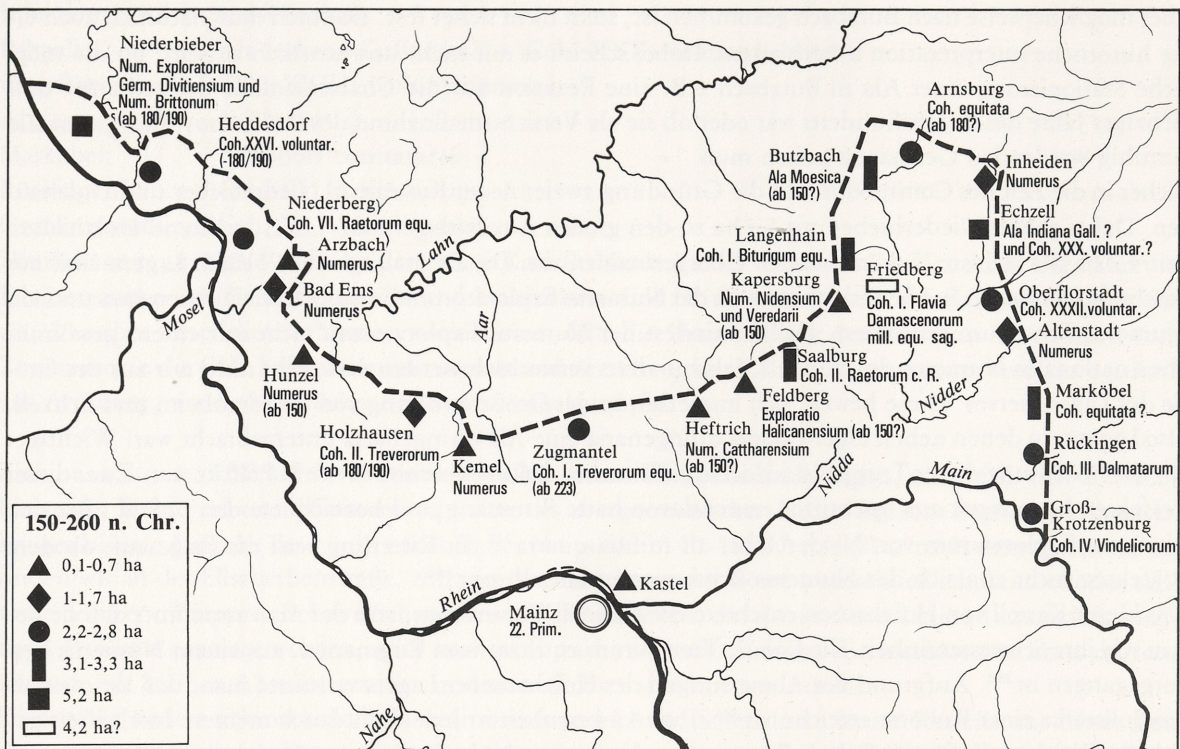 Niederbieber
Num. Exploratorum
Germ. Divitiensium und
Num. Brittonum
(ab 180/190)
Heddesdorf
Coh.XXVI. voluntar.
(-180/190)
Niederberg
Coh. VII. Raetorum equ.
Arzbach
Numerus
Bad Ems
Numerus
Mosel
Lahn
Aar
Hunzel
Numerus
(ab 150)
Holzhausen
Coh. II. Treverorum
(ab 180/190)
Kemel
Numerus
Zugmantel
Coh. I. Treverorum equ.
(ab 223)
Heftrich
Num. Cattharensium
(ab 150?)
Feldberg
Exploratio
Halicanensium (ab 150?)
Saalburg
Coh. II. Raetorum c. R.
Kapersburg
Num. Nidensium
und Veredarii
(ab 150)
Langenhain
Coh. I. Biturigum equ.
Butzbach
Ala Moesica
(ab 150?)
Arnsburg
Coh. equitata
(ab 180?)
Inheiden
Numerus
Echzell
Ala Indiana Gall. ?
und Coh. XXX. voluntar.?
Friedberg
Coh. I. Flavia
Damascenorum
mill. equ. sag.
Oberflorstadt
Coh. XXXII.voluntar.
Altenstadt
Numerus
Marköbel
Coh. equitata ?
Rückingen
Coh. III. Dalmatarum
Groß-
Krotzenburg
Coh. IV. Vindelicorum
Nidder
Nidda
Main
Rhein
Nahe
Kastel
Mainz
22. Prim.
150-260 n. Chr.
0,1-0,7 ha
1-1,7 ha
2,2-2,8 ha
3,1-3,3 ha
5,2 ha
4,2 ha?